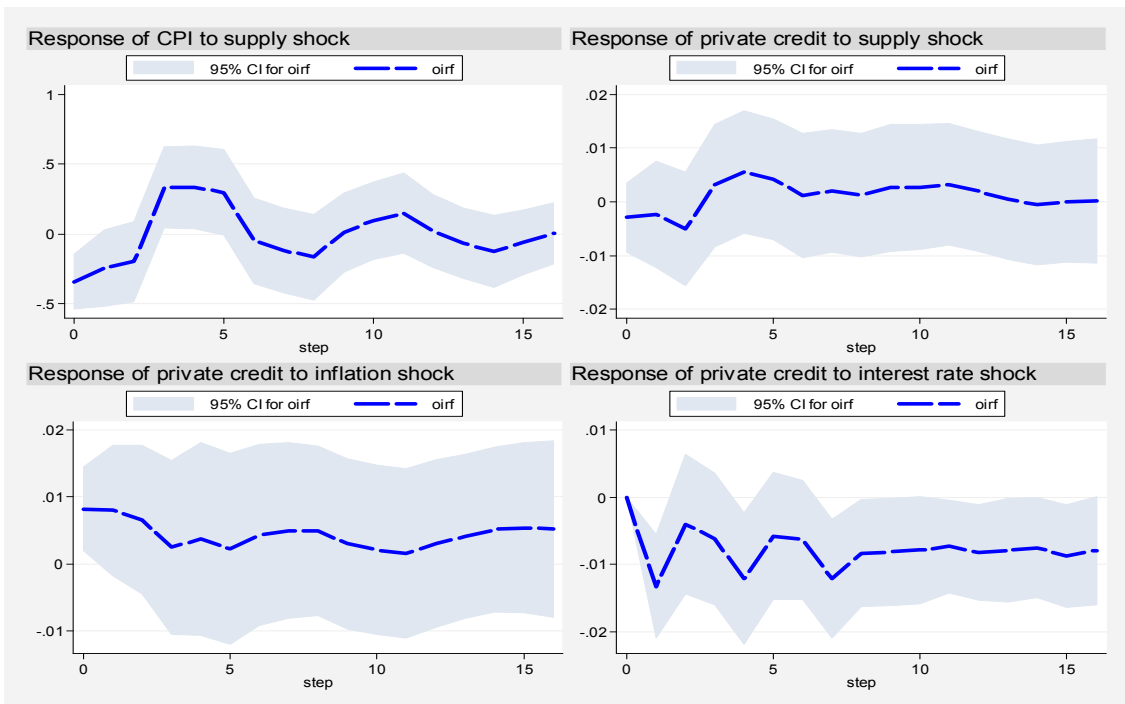 Response of CPI to supply shock
95% CI for oirf oirf
1
.5
0
-.5
0 5 10 15
step
Response of private credit to supply shock
95% CI for oirf oirf
.02
.01
0
-.01
-.02
0 5 10 15
step
Response of private credit to inflation shock
95% CI for oirf oirf
.02
.01
0
-.01
0 5 10 15
step
Response of private credit to interest rate shock
95% CI for oirf oirf
.01
0
-.01
-.02
0 5 10 15
step